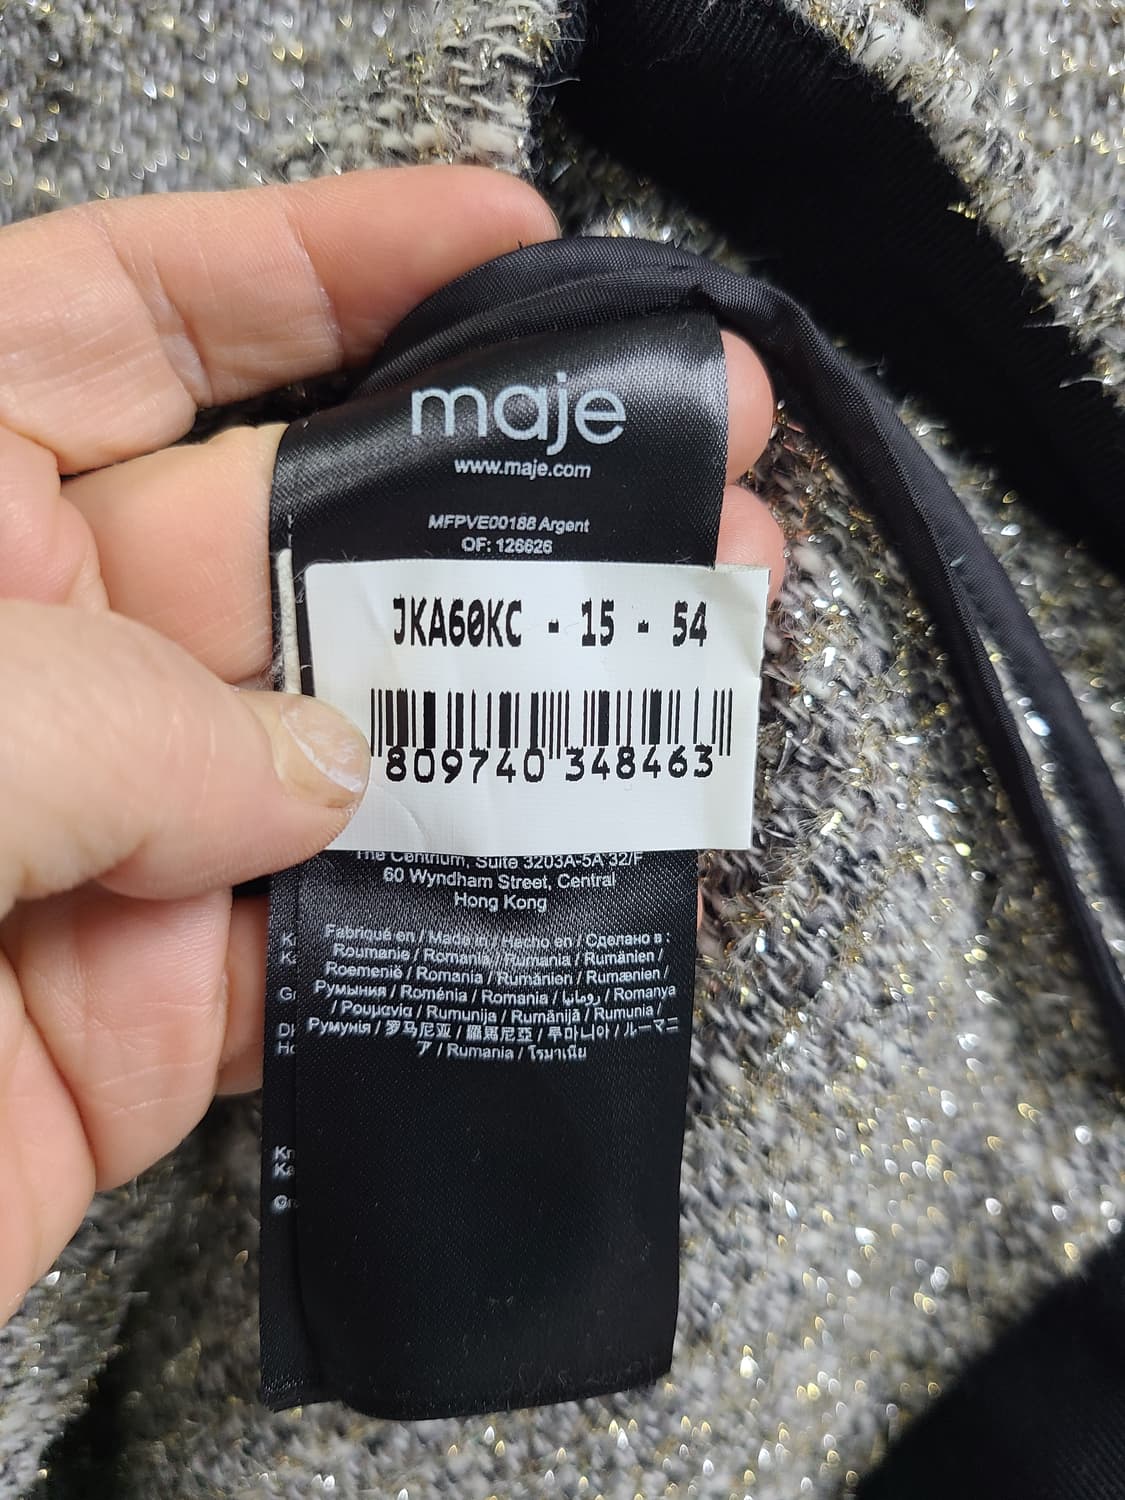 maje
www.maje.com
MFPVE00188 Argent
OF: 126626
JKA60KC - 15 - 54
809740 348463
The Centrium, Suite 3203A-5A 32/F
60 Wyndham Street, Central
Hong Kong
Fabriqué en / Made in / Hecho en / Сделано в :
Roumanie / Romania / Rumania / Rumänien /
Roemenië / Romania / Rumänien / Rumænien /
Румыния / Roménia / Romania / رومانيا / Romanya
/ Ρουμανία / Rumunija / Rumānijā / Rumunia /
Румунія / 罗马尼亚 / 羅馬尼亞 / 루마니아 / ルーマニ
ア / Rumania / โรมาเนีย